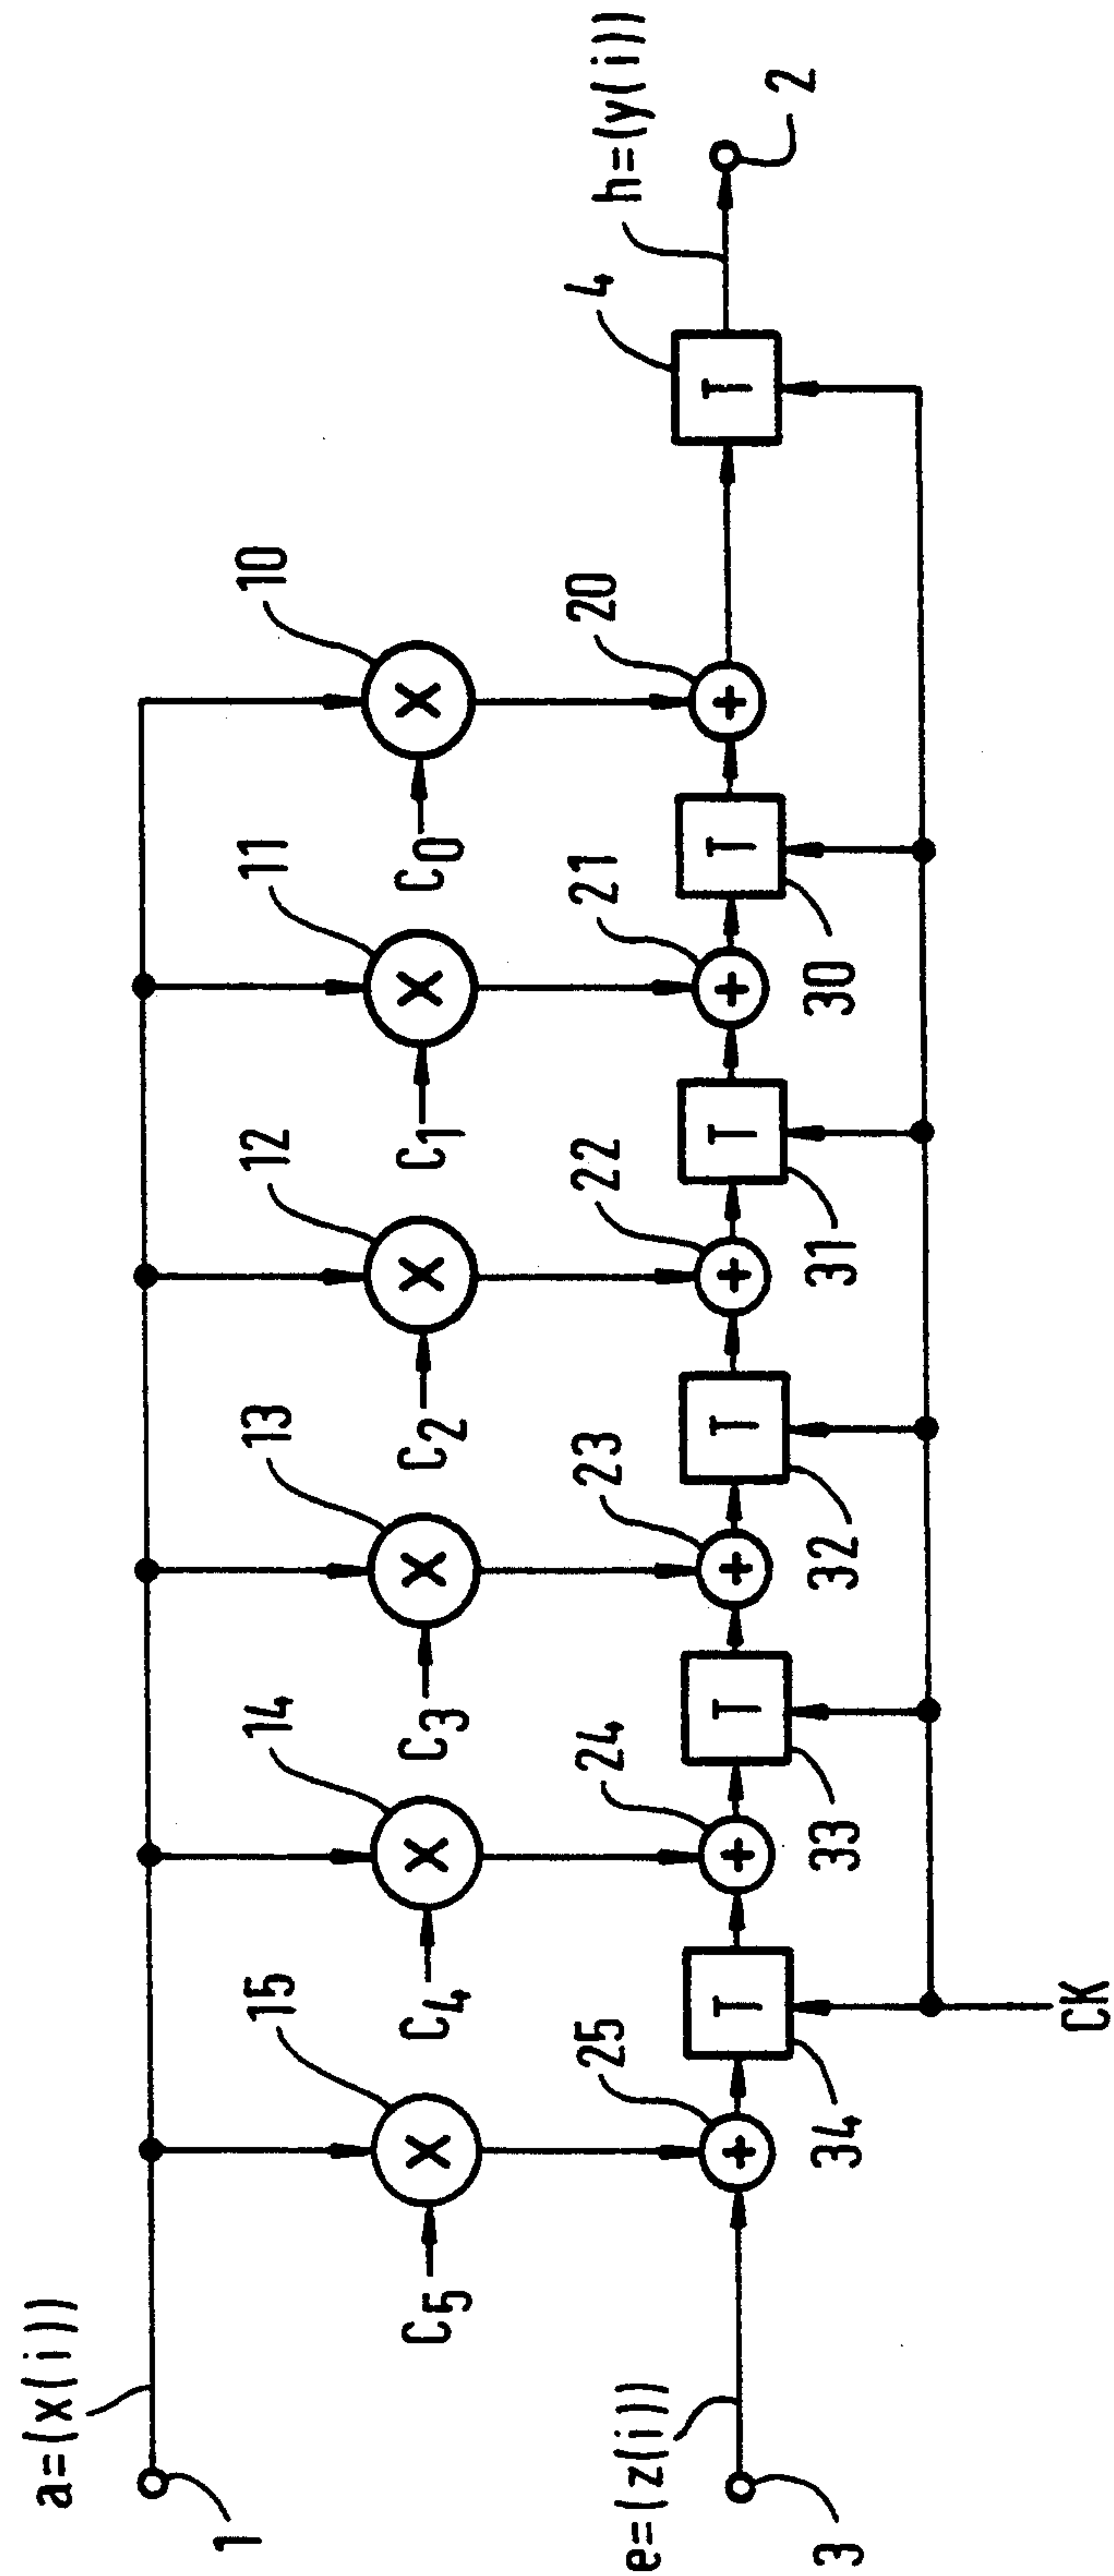 a=(x(i))
1
15
14
13
12
11
10
X
X
X
X
X
X
C5
C4
C3
C2
C1
C0
e=(z(i))
3
25
24
23
22
21
20
4
h=(y(i))
2
+
T
+
T
+
T
+
T
+
T
+
T
34
33
32
31
30
CK